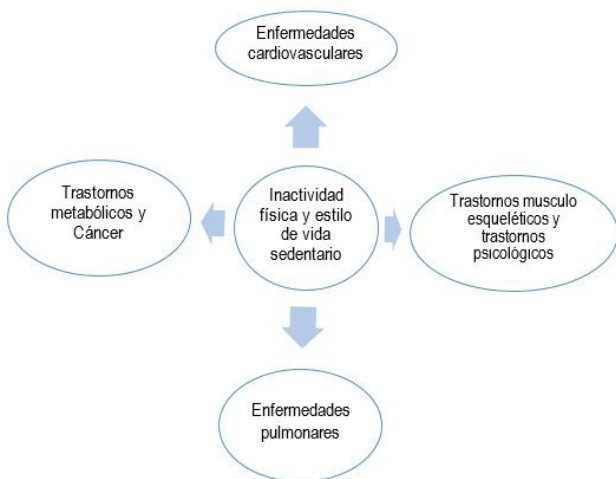 Enfermedades
cardiovasculares
Trastornos
metabólicos y
Cáncer
Inactividad
física y estilo
de vida
sedentario
Trastornos musculo
esqueléticos y
trastornos
psicológicos
Enfermedades
pulmonares